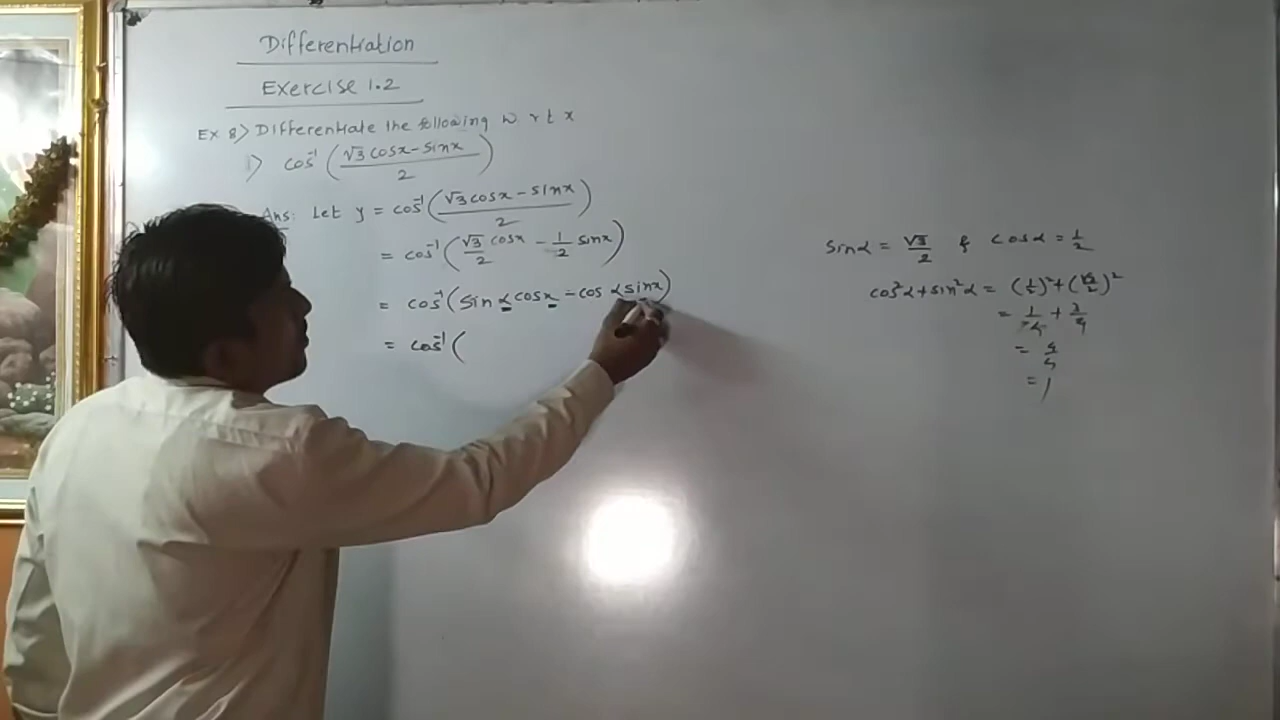 Differentiation
Exercise 1.2
Ex 8> Differentiate the following w r t x
1> cos⁻¹ ( (√3 cosx - sinx) / 2 )
Ans: Let y = cos⁻¹ ( (√3 cosx - sinx) / 2 )
= cos⁻¹ ( √3/2 cosx - 1/2 sinx )
= cos⁻¹ ( sin α cosx - cos α sinx )
= cos⁻¹ (
sinα = √3/2 & cosα = 1/2
cos²α + sin²α = (1/2)² + (√3/2)²
= 1/4 + 3/4
= 4/4
= 1